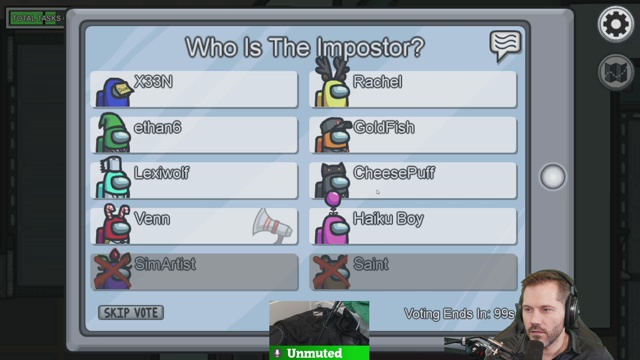 TOTAL TASKS
Who Is The Impostor?
X33N
Rachel
ethan6
GoldFish
Lexiwolf
CheesePuff
Venn
Haiku Boy
SimArtist
Saint
SKIP VOTE
Voting Ends In: 99s
Unmuted